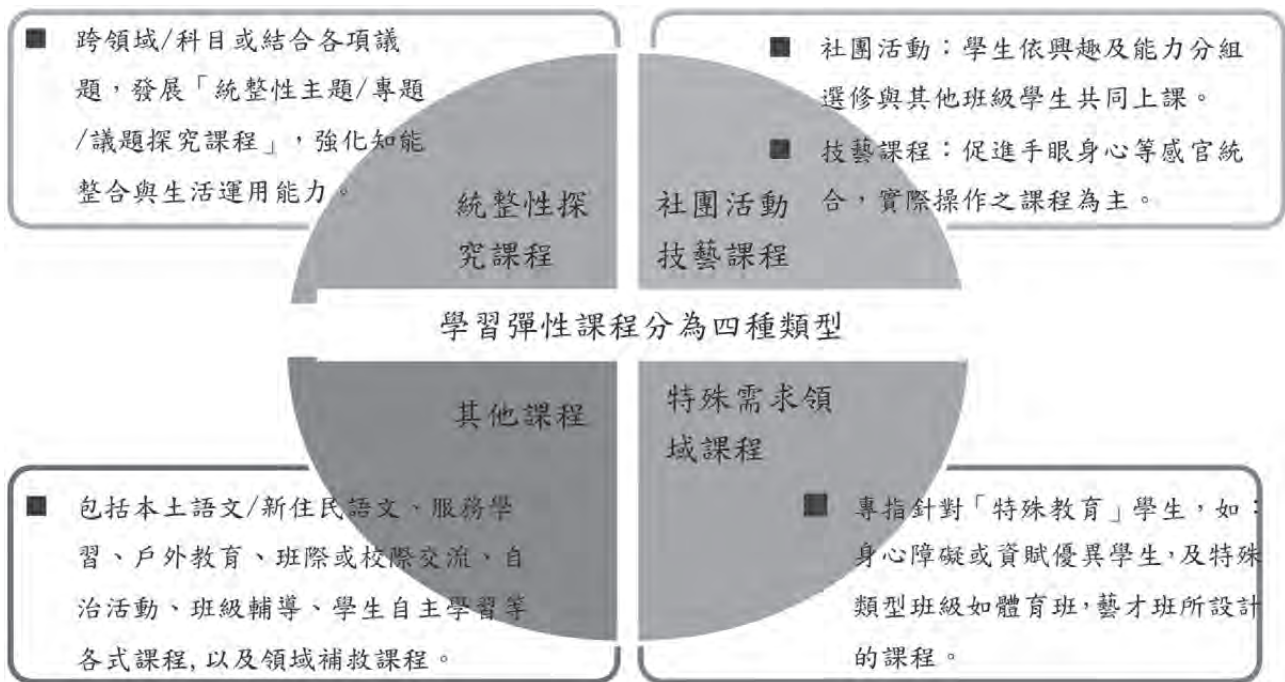 ■ 跨領域/科目或結合各項議
題，發展「統整性主題/專題
/議題探究課程」，強化知能
整合與生活運用能力。
統整性探
究課程
■ 社團活動：學生依興趣及能力分組
選修與其他班級學生共同上課。
■ 技藝課程：促進手眼身心等感官統
合，實際操作之課程為主。
社團活動
技藝課程
學習彈性課程分為四種類型
其他課程
■ 包括本土語文/新住民語文、服務學
習、戶外教育、班際或校際交流、自
治活動、班級輔導、學生自主學習等
各式課程,以及領域補救課程。
特殊需求領
域課程
■ 專指針對「特殊教育」學生，如：
身心障礙或資賦優異學生,及特殊
類型班級如體育班,藝才班所設計
的課程。